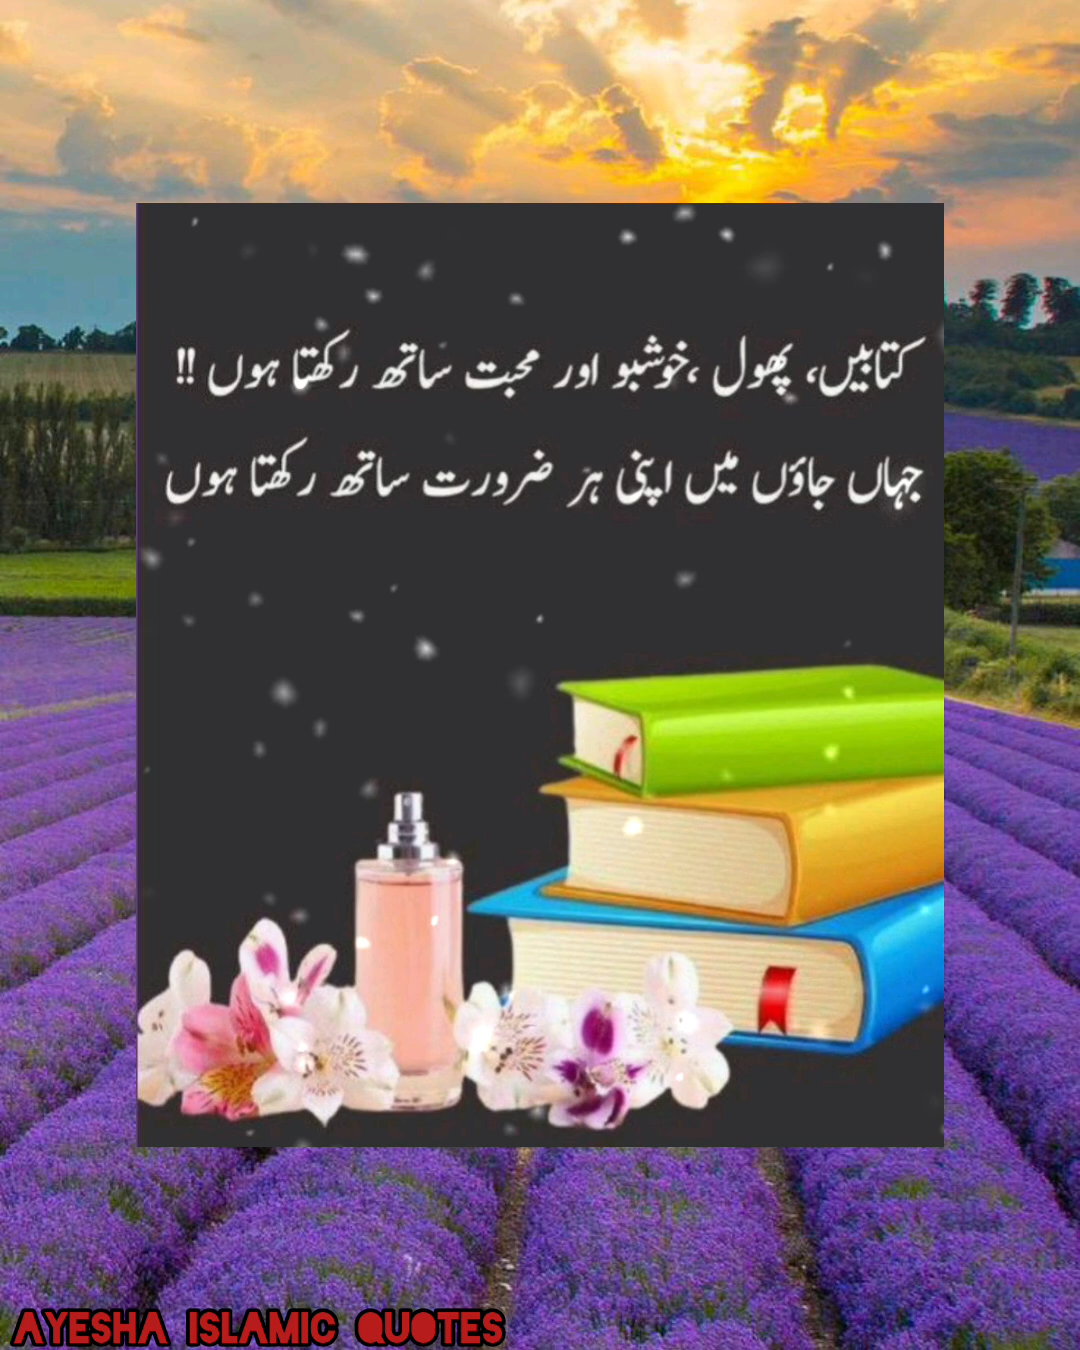 کتابیں، پھول ،خوشبو اور محبت ساتھ رکھتا ہوں !!
جہاں جاؤں میں اپنی ہر ضرورت ساتھ رکھتا ہوں
AYESHA ISLAMIC QUOTES